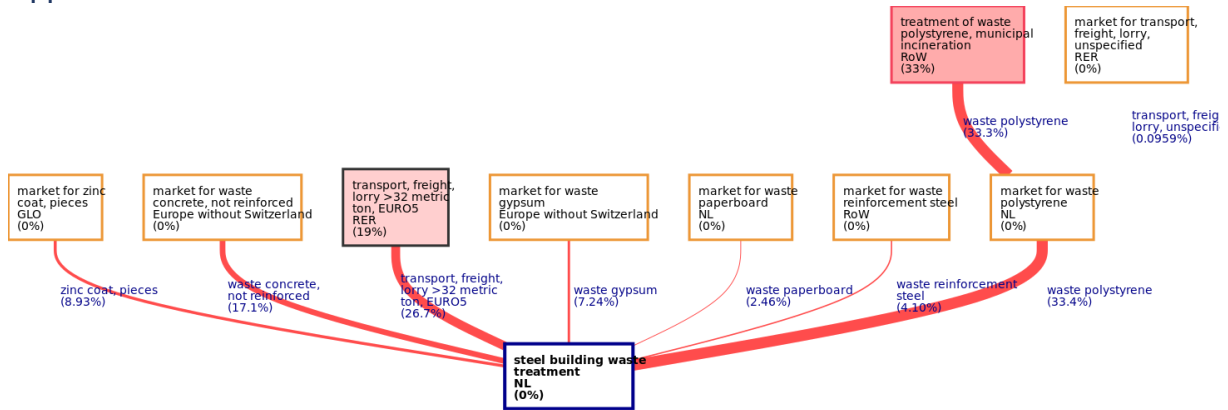 treatment of waste
polystyrene, municipal
incineration
RoW
(33%)
market for transport,
freight, lorry,
unspecified
RER
(0%)
waste polystyrene
(33.3%)
transport, freig
lorry, unspecifi
(0.0959%)
market for zinc
coat, pieces
GLO
(0%)
market for waste
concrete, not reinforced
Europe without Switzerland
(0%)
transport, freight,
lorry >32 metric
ton, EURO5
RER
(19%)
market for waste
gypsum
Europe without Switzerland
(0%)
market for waste
paperboard
NL
(0%)
market for waste
reinforcement steel
RoW
(0%)
market for waste
polystyrene
NL
(0%)
zinc coat, pieces
(8.93%)
waste concrete,
not reinforced
(17.1%)
transport, freight,
lorry >32 metric
ton, EURO5
(26.7%)
waste gypsum
(7.24%)
waste paperboard
(2.46%)
waste reinforcement
steel
(4.10%)
waste polystyrene
(33.4%)
steel building waste
treatment
NL
(0%)